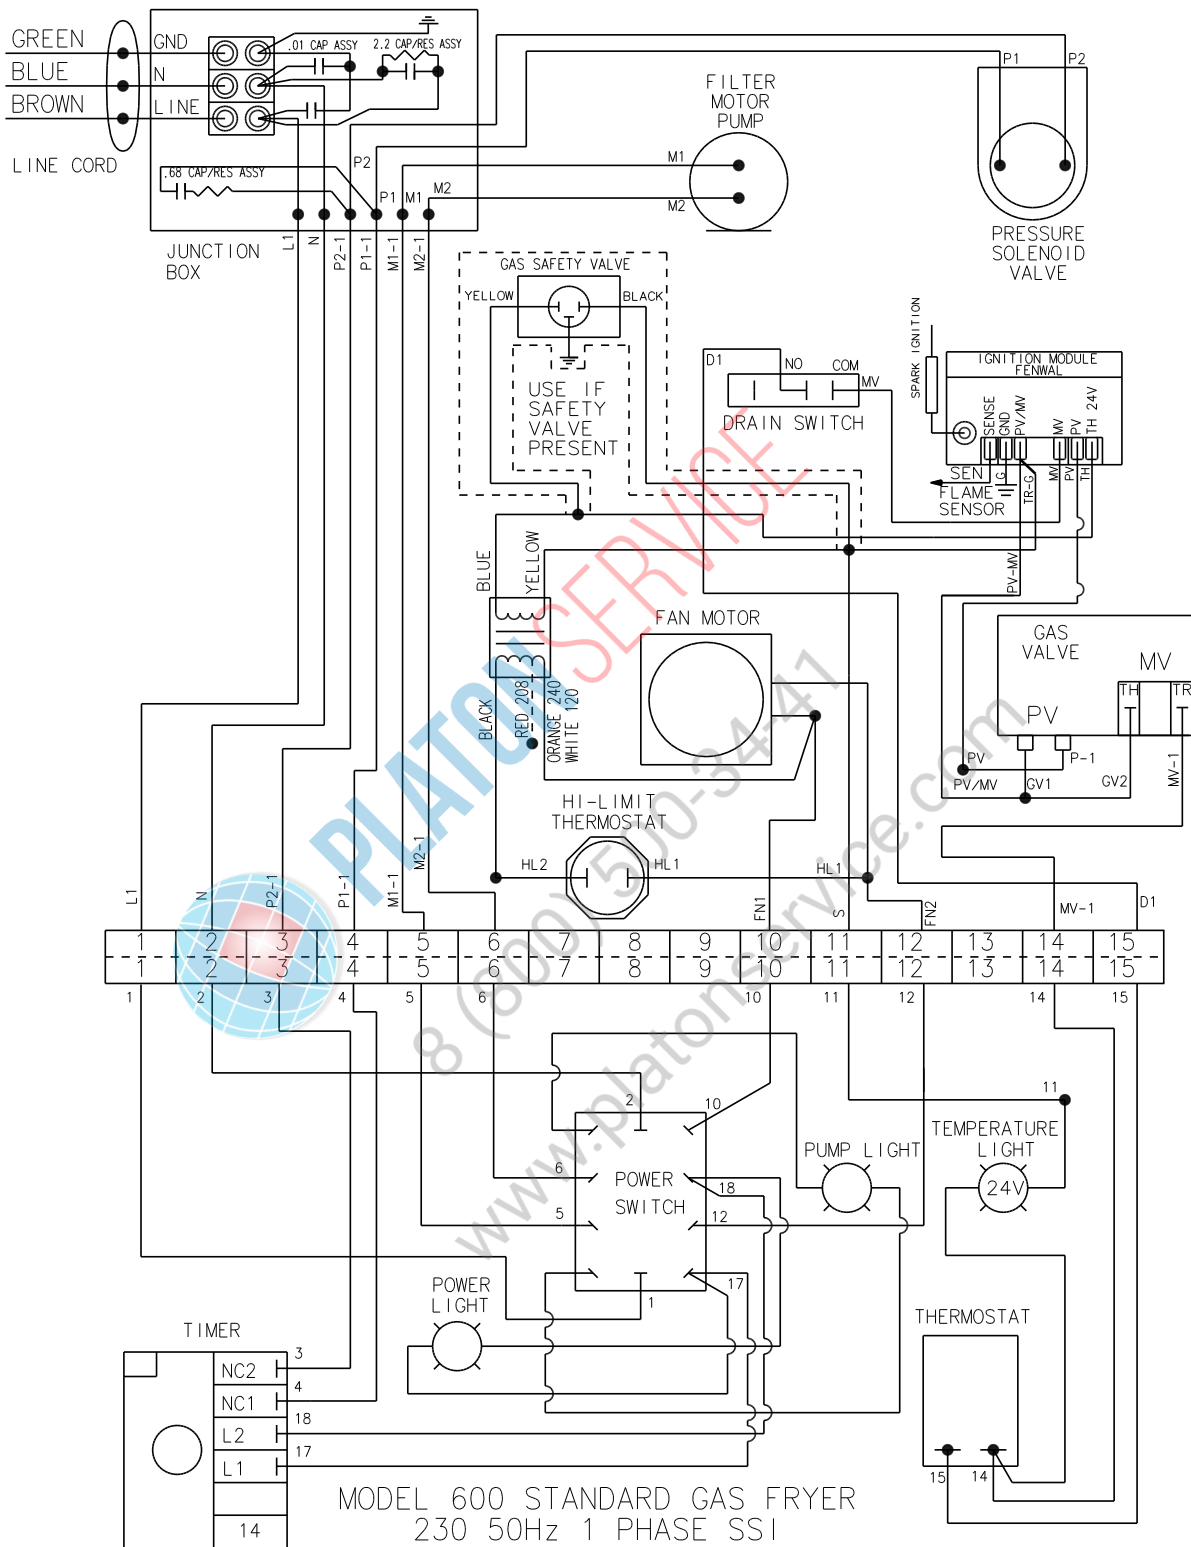 GREEN
GND
.01 CAP ASSY
2.2 CAP/RES ASSY
BLUE
N
BROWN
LINE
LINE CORD
.68 CAP/RES ASSY
P2
P1
M1
M2
JUNCTION
BOX
L1
N
P2-1
P1-1
M1-1
M2-1
FILTER
MOTOR
PUMP
M1
M2
P1
P2
PRESSURE
SOLENOID
VALVE
GAS SAFETY VALVE
YELLOW
BLACK
USE IF
SAFETY
VALVE
PRESENT
D1
NO
COM
MV
DRAIN SWITCH
SPARK IGNITION
IGNITION MODULE
FENWAL
SENSE
GND
PV/MV
MV
PV
TH 24V
SEN
G
TR-G
MV
PV
TH
FLAME
SENSOR
PV-MV
BLUE
YELLOW
BLACK
RED 208
ORANGE 240
WHITE 120
FAN MOTOR
GAS
VALVE
MV
TH
TR
PV
PV
P-1
PV/MV
GV1
GV2
MV-1
HI-LIMIT
THERMOSTAT
HL2
HL1
HL1
L1
N
P2-1
P1-1
M1-1
M2-1
FN1
S
FN2
MV-1
D1
1 2 3 4 5 6 7 8 9 10 11 12 13 14 15
1 2 3 4 5 6 7 8 9 10 11 12 13 14 15
1 2 3 4 5 6 10 11 12 14 15
2
10
11
6
POWER
SWITCH
18
5
12
17
1
PUMP LIGHT
TEMPERATURE
LIGHT
24V
POWER
LIGHT
TIMER
3
NC2
4
NC1
18
L2
17
L1
14
THERMOSTAT
15
14
MODEL 600 STANDARD GAS FRYER
230 50Hz 1 PHASE SSI
PLATONSERVICE
8 (800) 500-34-41
www.platonservice.com